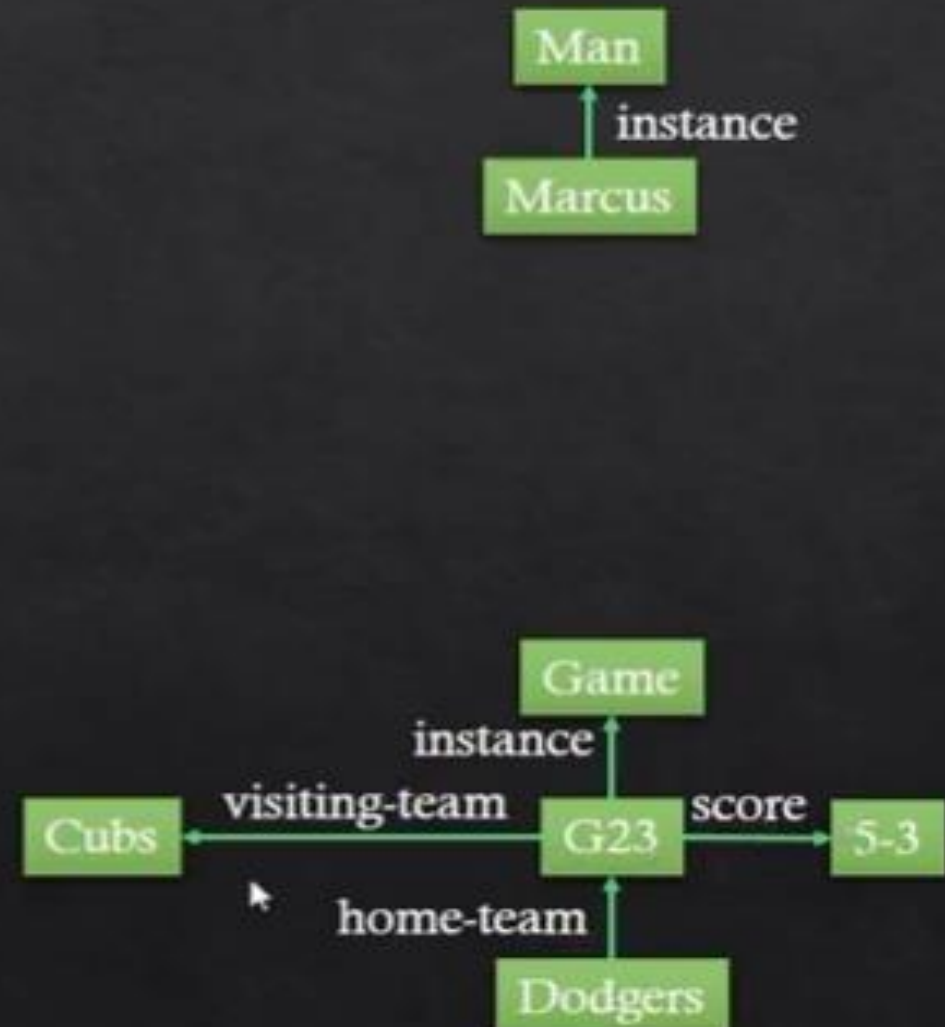 Man
instance
Marcus
Game
instance
visiting-team
score
Cubs
G23
5-3
home-team
Dodgers